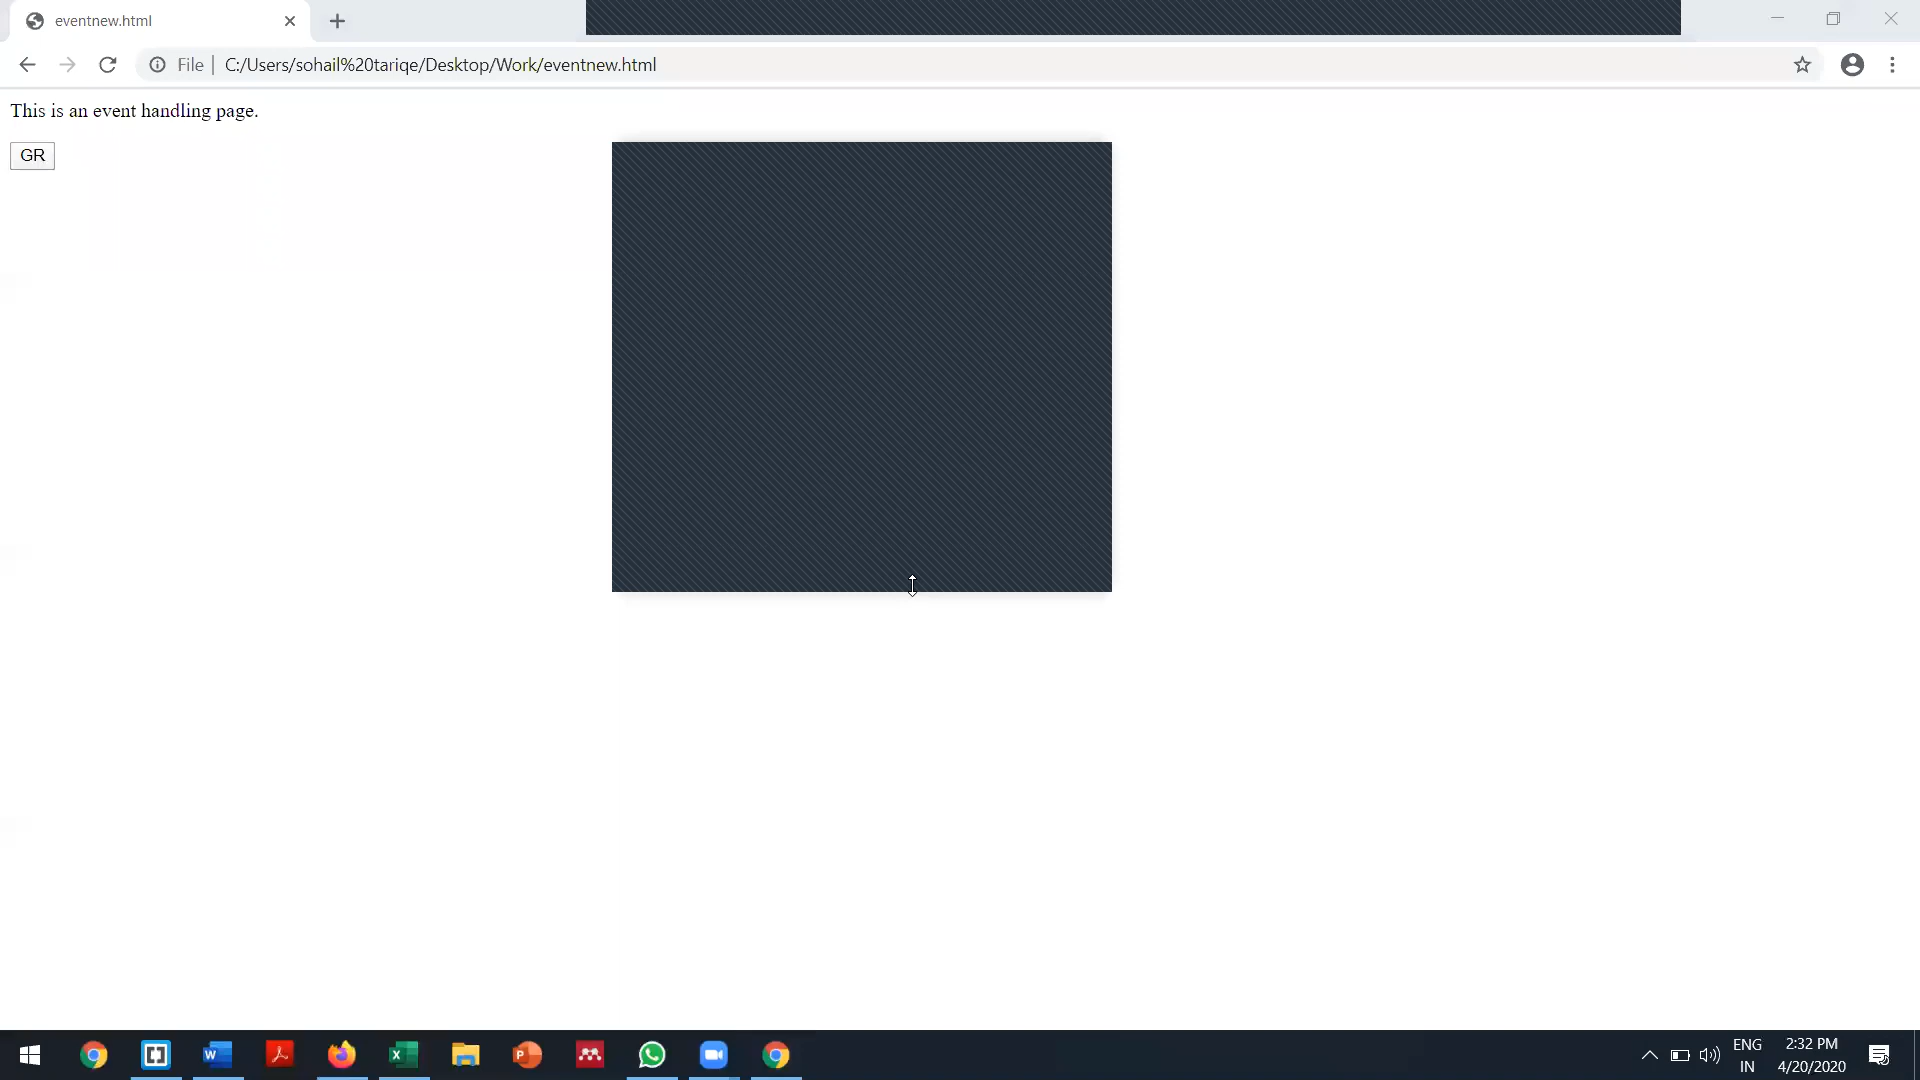 eventnew.html
File | C:/Users/sohail%20tariqe/Desktop/Work/eventnew.html
This is an event handling page.
GR
ENG
IN
2:32 PM
4/20/2020